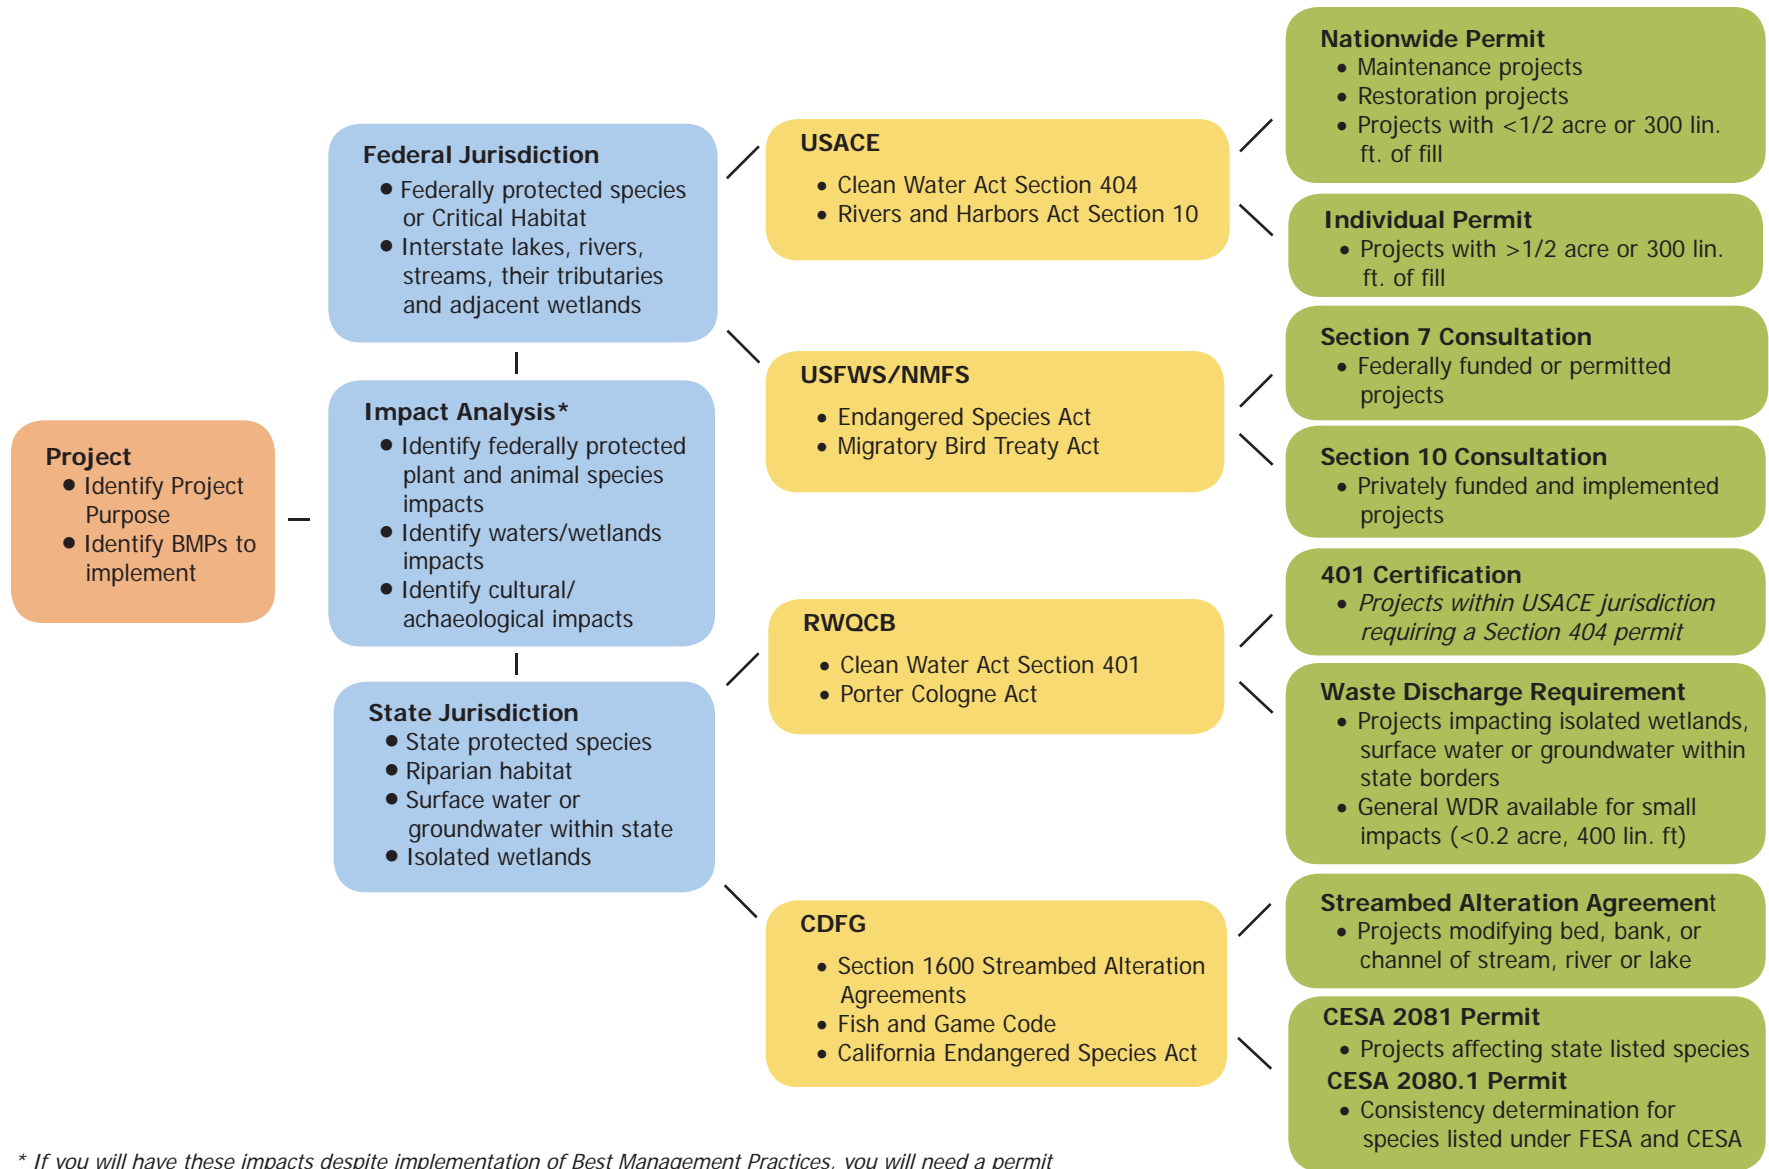 Project
• Identify Project
Purpose
• Identify BMPs to
implement
Federal Jurisdiction
• Federally protected species
or Critical Habitat
• Interstate lakes, rivers,
streams, their tributaries
and adjacent wetlands
Impact Analysis*
• Identify federally protected
plant and animal species
impacts
• Identify waters/wetlands
impacts
• Identify cultural/
achaeological impacts
State Jurisdiction
• State protected species
• Riparian habitat
• Surface water or
groundwater within state
• Isolated wetlands
USACE
• Clean Water Act Section 404
• Rivers and Harbors Act Section 10
USFWS/NMFS
• Endangered Species Act
• Migratory Bird Treaty Act
RWQCB
• Clean Water Act Section 401
• Porter Cologne Act
CDFG
• Section 1600 Streambed Alteration
Agreements
• Fish and Game Code
• California Endangered Species Act
Nationwide Permit
• Maintenance projects
• Restoration projects
• Projects with <1/2 acre or 300 lin.
ft. of fill
Individual Permit
• Projects with >1/2 acre or 300 lin.
ft. of fill
Section 7 Consultation
• Federally funded or permitted
projects
Section 10 Consultation
• Privately funded and implemented
projects
401 Certification
• Projects within USACE jurisdiction
requiring a Section 404 permit
Waste Discharge Requirement
• Projects impacting isolated wetlands,
surface water or groundwater within
state borders
• General WDR available for small
impacts (<0.2 acre, 400 lin. ft)
Streambed Alteration Agreement
• Projects modifying bed, bank, or
channel of stream, river or lake
CESA 2081 Permit
• Projects affecting state listed species
CESA 2080.1 Permit
• Consistency determination for
species listed under FESA and CESA
* If you will have these impacts despite implementation of Best Management Practices, you will need a permit